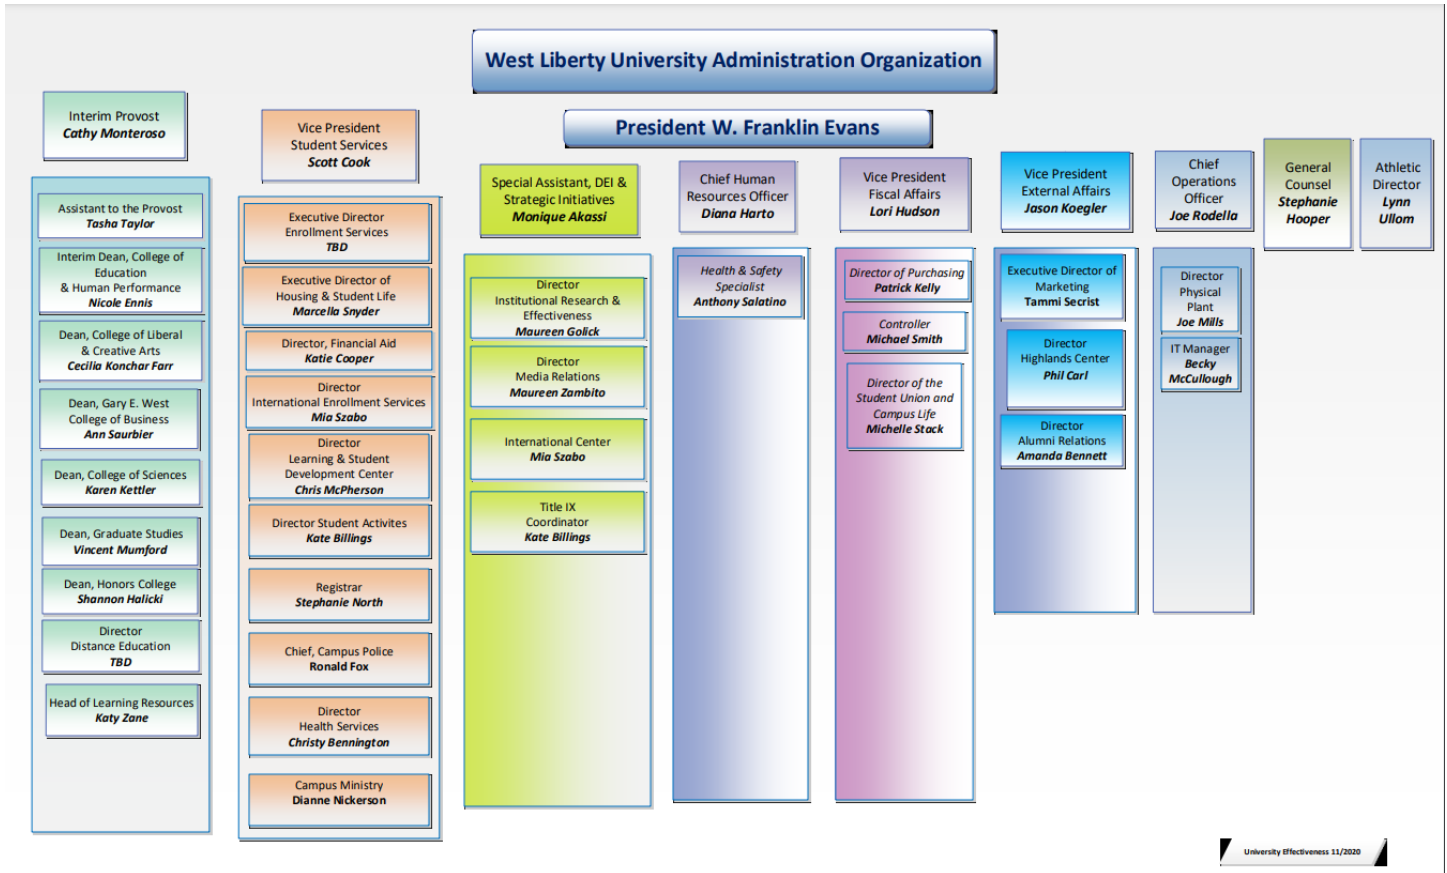 West Liberty University Administration Organization
President W. Franklin Evans
Interim Provost
Cathy Monteroso
Assistant to the Provost
Tasha Taylor
Interim Dean, College of
Education
& Human Performance
Nicole Ennis
Dean, College of Liberal
& Creative Arts
Cecilia Konchar Farr
Dean, Gary E. West
College of Business
Ann Saurbier
Dean, College of Sciences
Karen Kettler
Dean, Graduate Studies
Vincent Mumford
Dean, Honors College
Shannon Halicki
Director
Distance Education
TBD
Head of Learning Resources
Katy Zane
Vice President
Student Services
Scott Cook
Executive Director
Enrollment Services
TBD
Executive Director of
Housing & Student Life
Marcella Snyder
Director, Financial Aid
Katie Cooper
Director
International Enrollment Services
Mia Szabo
Director
Learning & Student
Development Center
Chris McPherson
Director Student Activites
Kate Billings
Registrar
Stephanie North
Chief, Campus Police
Ronald Fox
Director
Health Services
Christy Bennington
Campus Ministry
Dianne Nickerson
Special Assistant, DEI &
Strategic Initiatives
Monique Akassi
Director
Institutional Research &
Effectiveness
Maureen Golick
Director
Media Relations
Maureen Zambito
International Center
Mia Szabo
Title IX
Coordinator
Kate Billings
Chief Human
Resources Officer
Diana Harto
Health & Safety
Specialist
Anthony Salatino
Vice President
Fiscal Affairs
Lori Hudson
Director of Purchasing
Patrick Kelly
Controller
Michael Smith
Director of the
Student Union and
Campus Life
Michelle Stack
Vice President
External Affairs
Jason Koegler
Executive Director of
Marketing
Tammi Secrist
Director
Highlands Center
Phil Carl
Director
Alumni Relations
Amanda Bennett
Chief
Operations
Officer
Joe Rodella
Director
Physical
Plant
Joe Mills
IT Manager
Becky
McCullough
General
Counsel
Stephanie
Hooper
Athletic
Director
Lynn
Ullom
University Effectiveness 11/2020